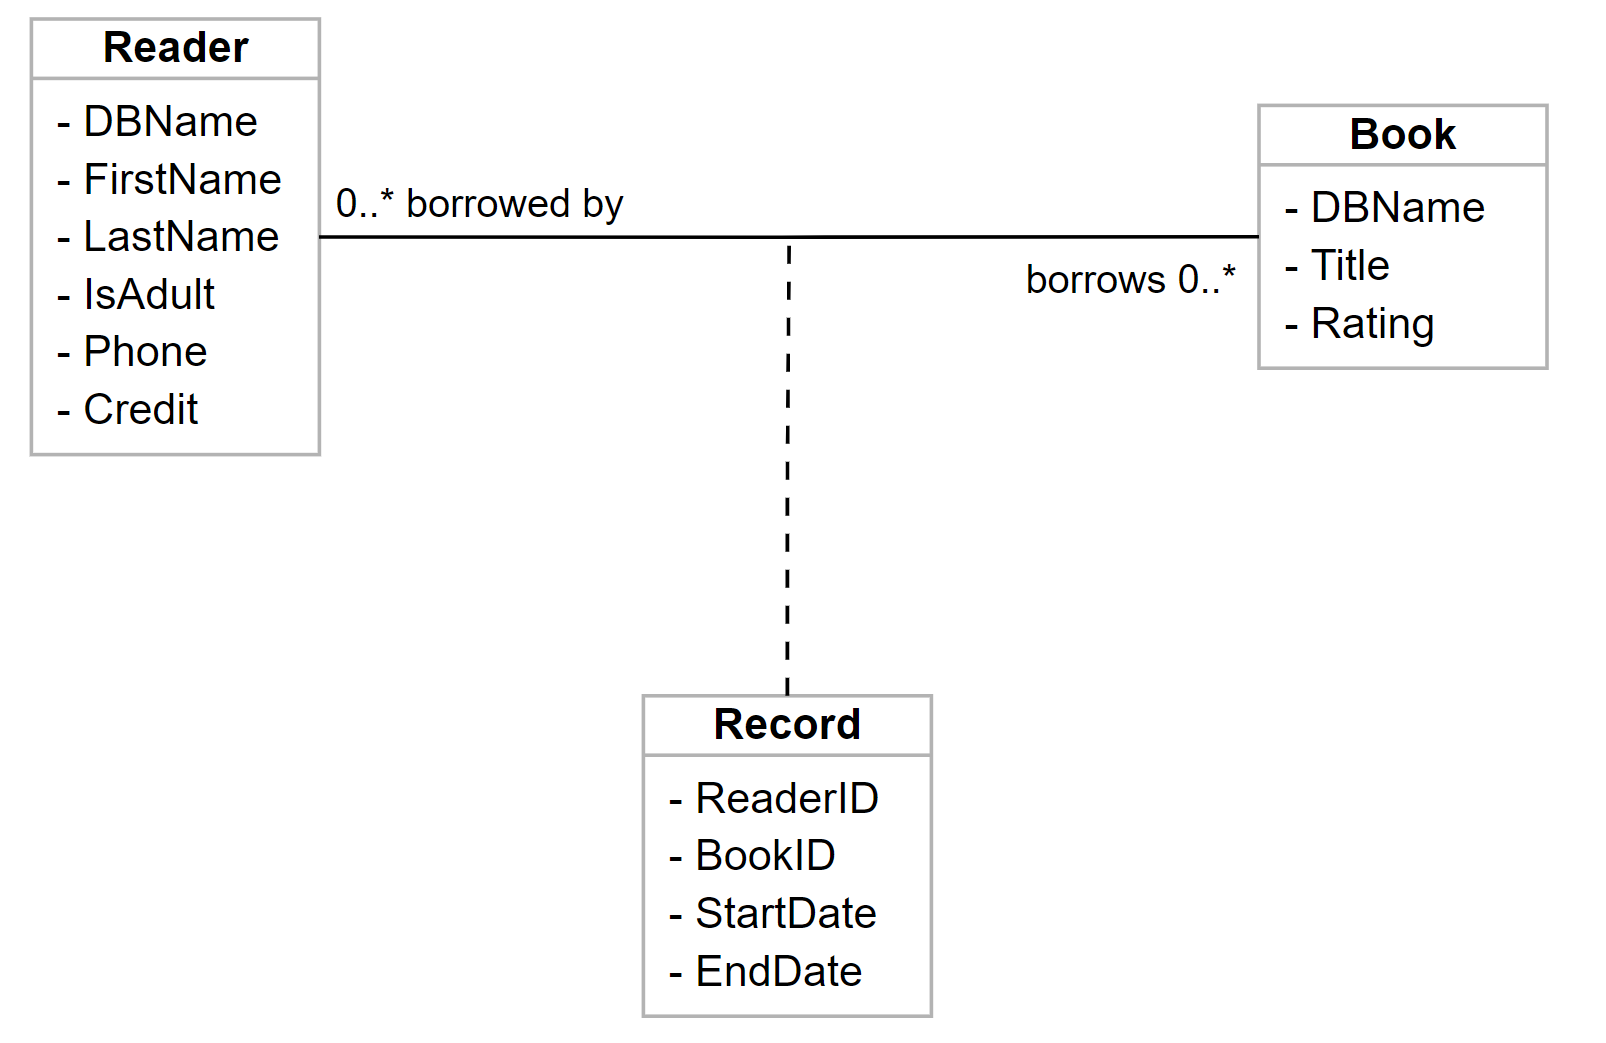 Reader
- DBName
- FirstName
- LastName
- IsAdult
- Phone
- Credit
0..* borrowed by
borrows 0..*
Book
- DBName
- Title
- Rating
Record
- ReaderID
- BookID
- StartDate
- EndDate